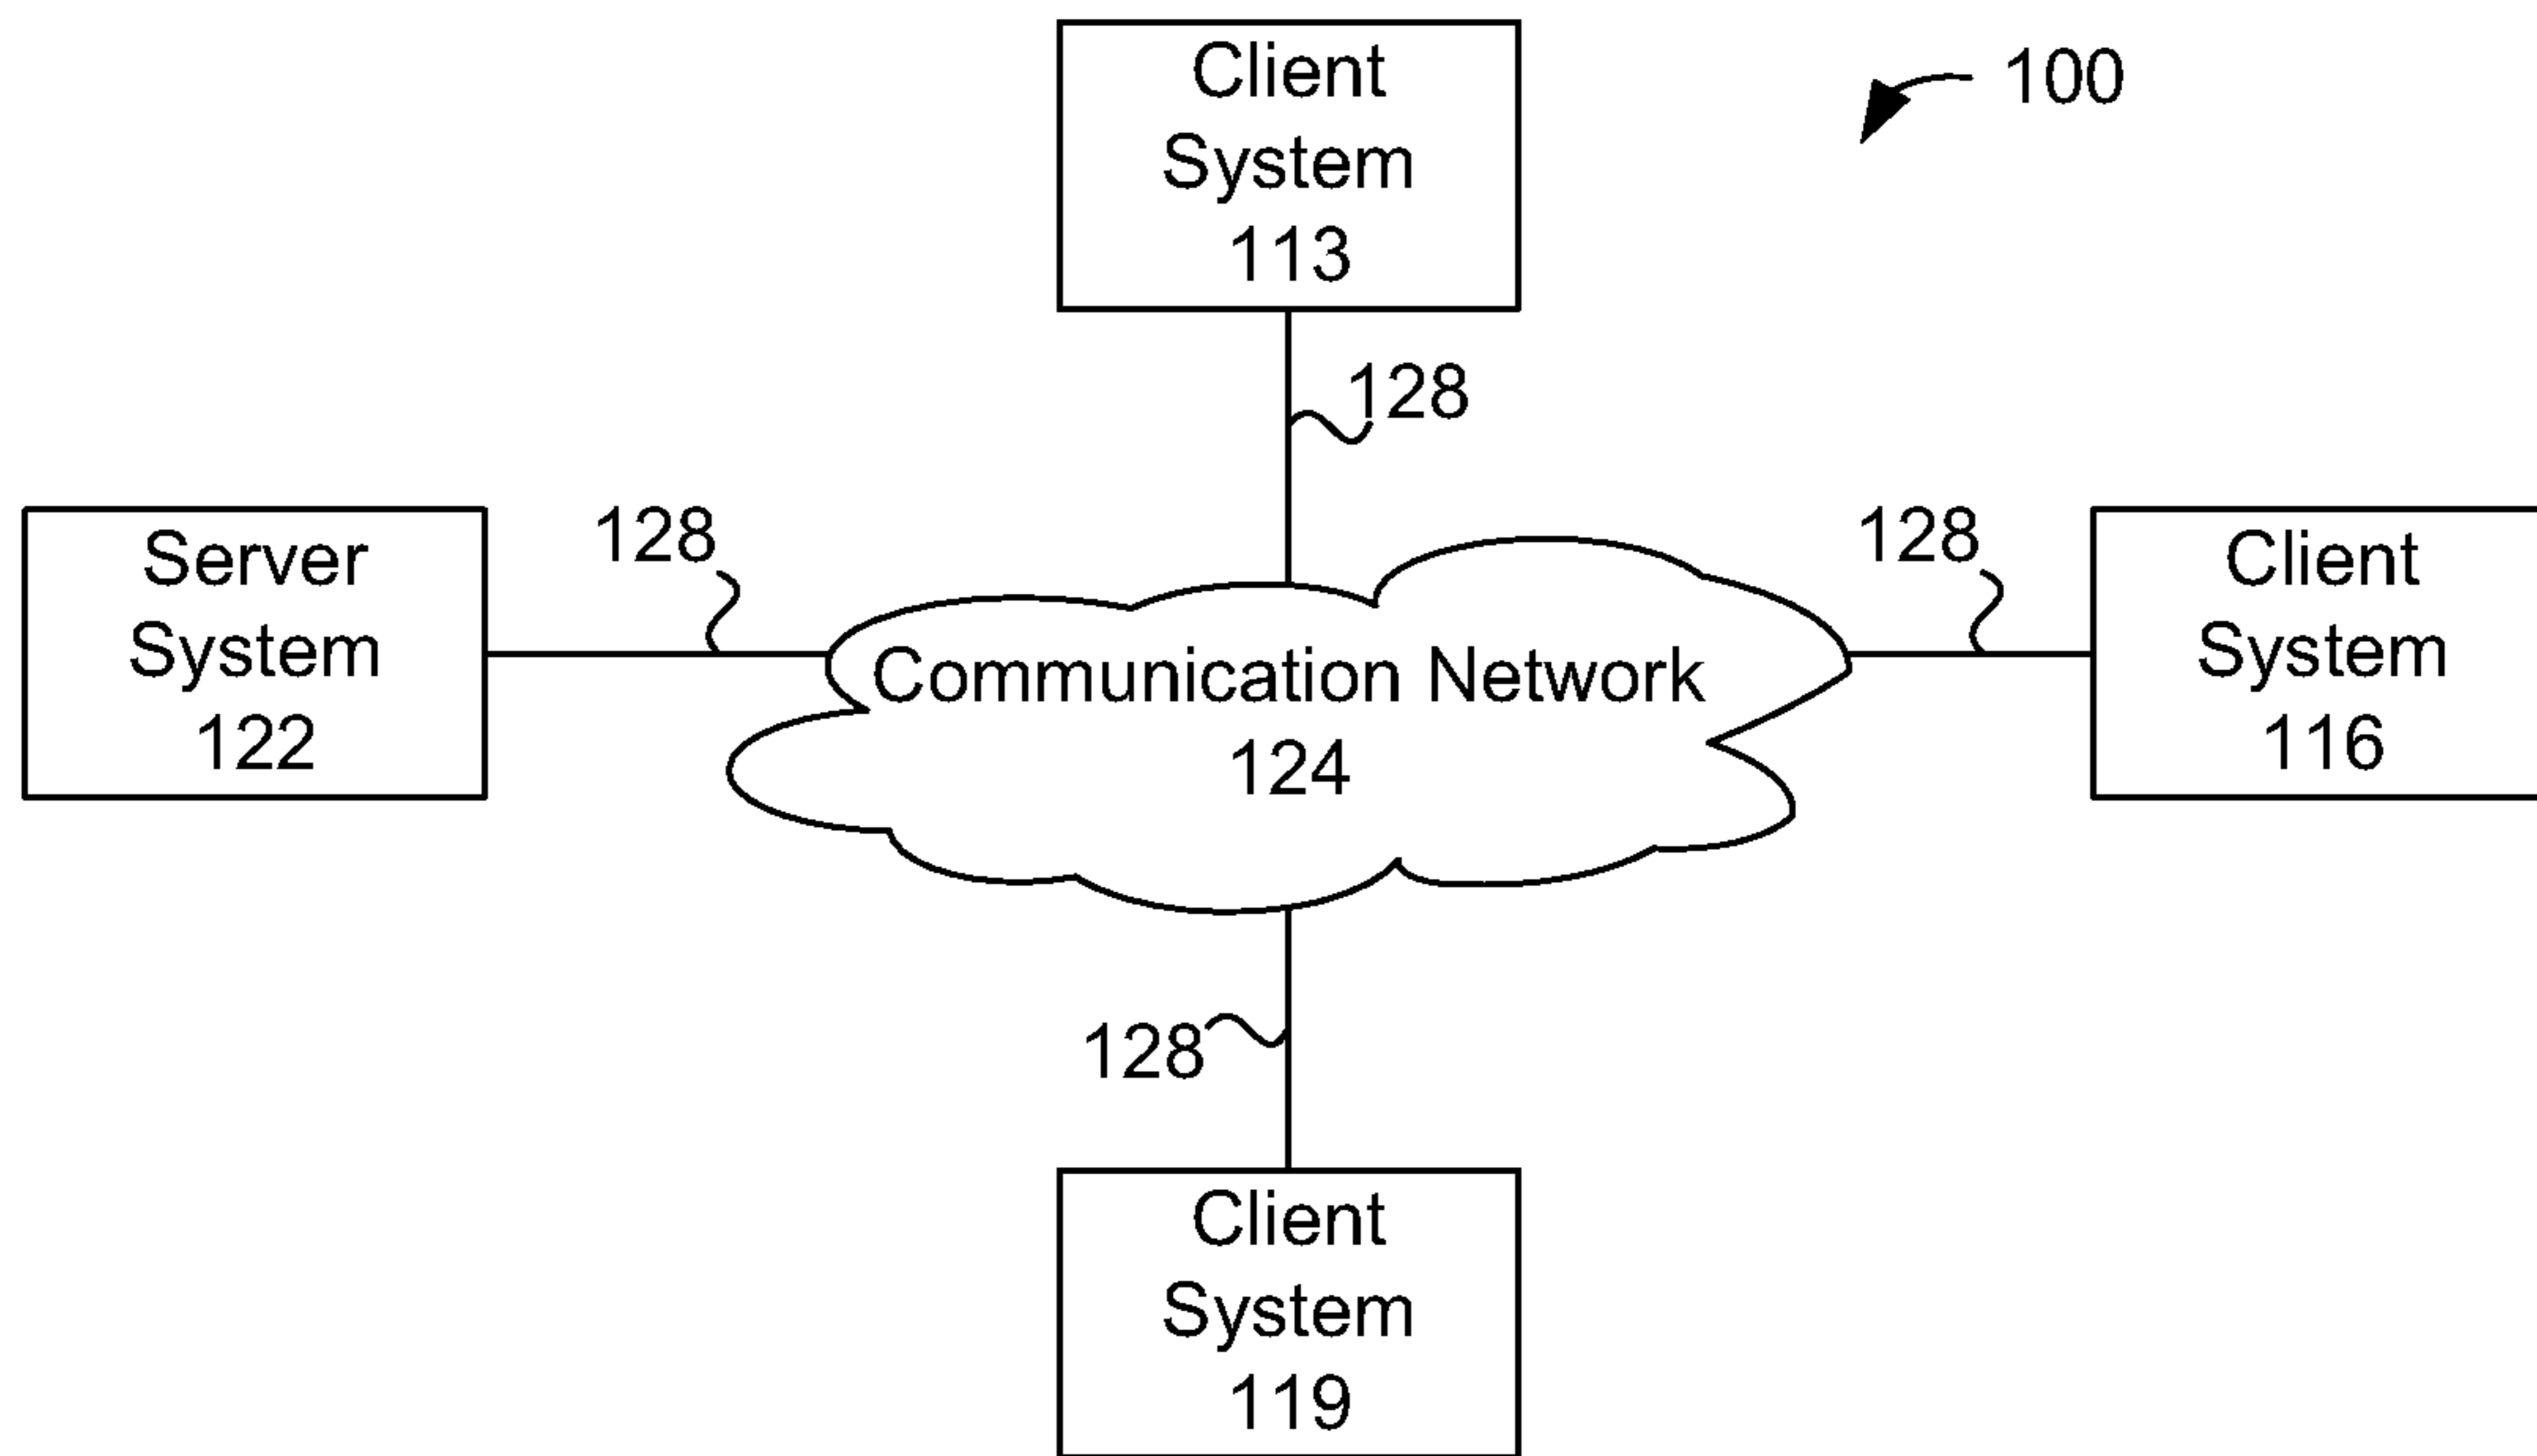 Client
System
113
100
128
Server
System
122
128
128
Client
System
116
Communication Network
124
128
Client
System
119